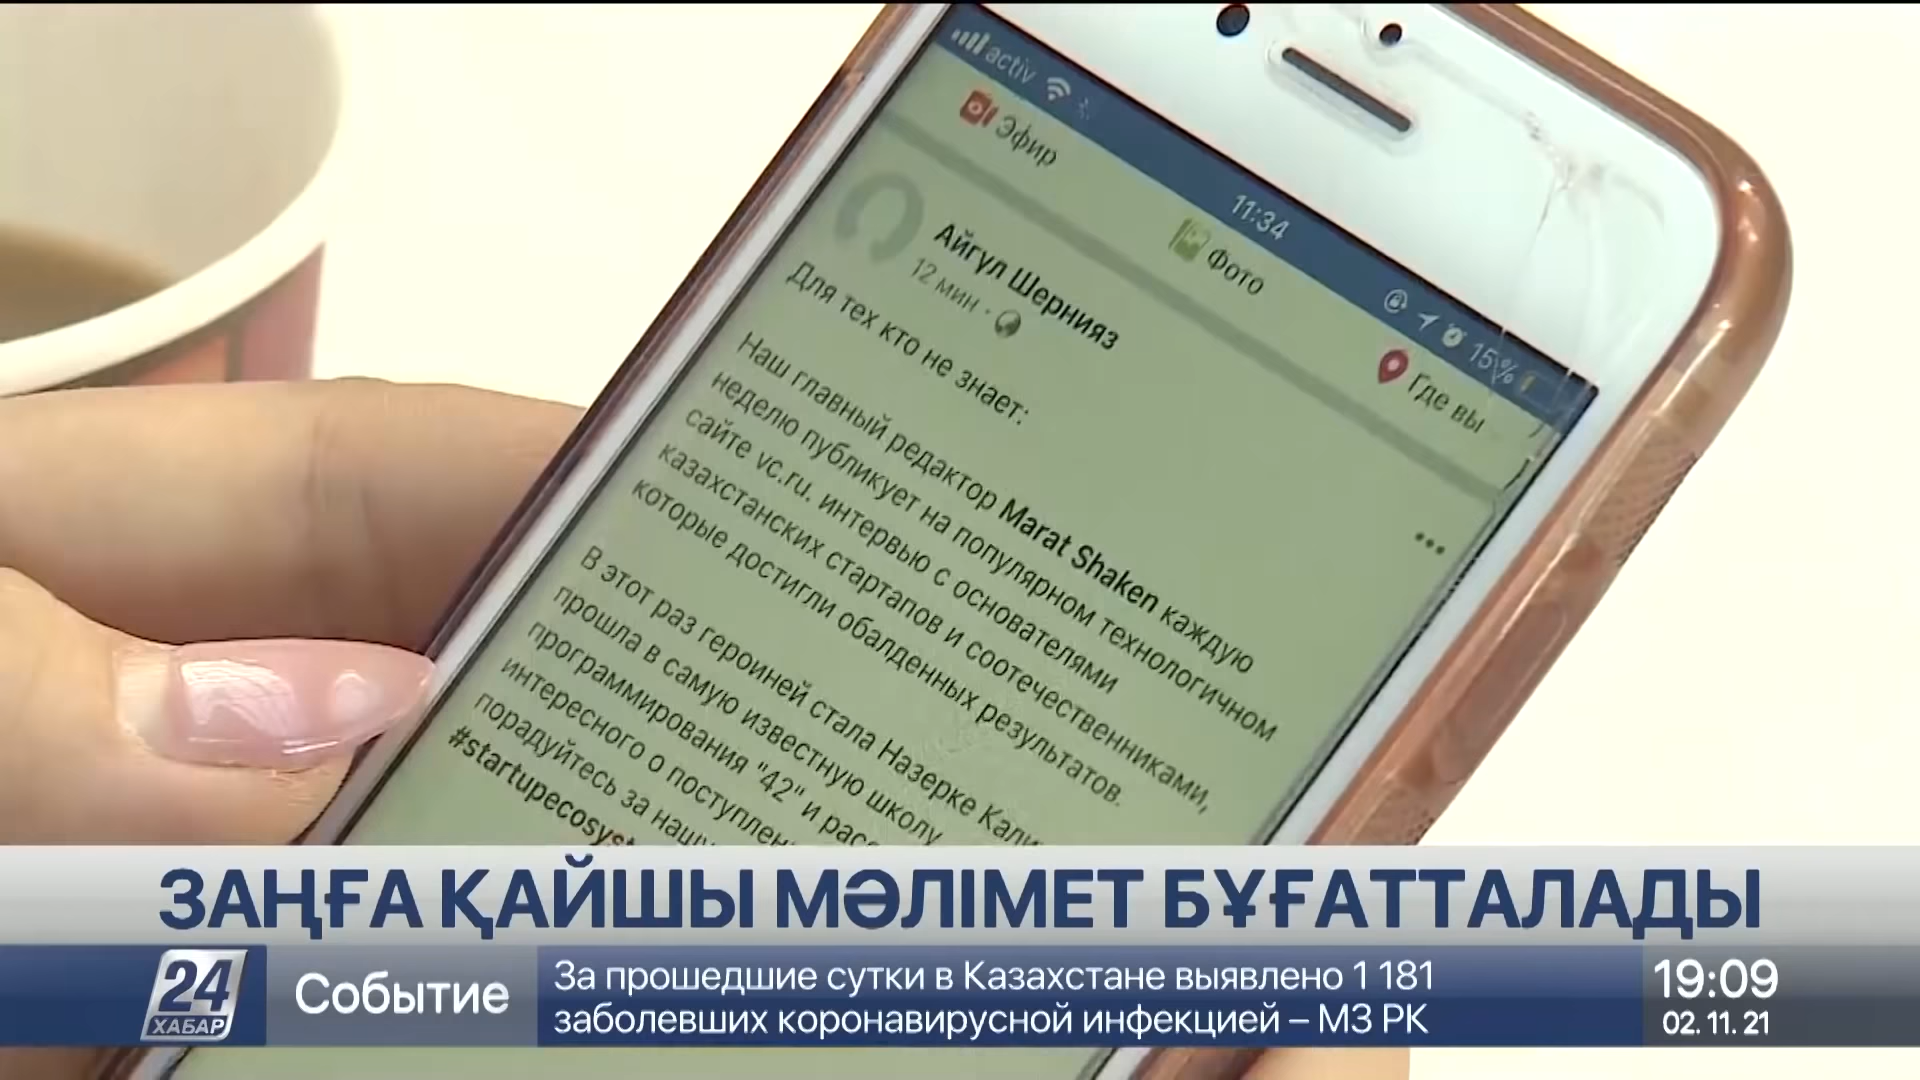 activ 11:34 15%
Эфир Фото Где вы
Айгул Шернияз
12 мин ·
Для тех кто не знает:
Наш главный редактор Marat Shaken каждую
неделю публикует на популярном технологичном
сайте vc.ru. интервью с основателями
казахстанских стартапов и соотечественниками,
которые достигли обалденных результатов.
В этот раз героиней стала Назерке
прошла в самую известную школу
программирования "42" и
интересного о
порадуйтесь за
ЗАҢҒА ҚАЙШЫ МӘЛІМЕТ БҰҒАТТАЛАДЫ
24
ХАБАР
Событие
За прошедшие сутки в Казахстане выявлено 1 181
заболевших коронавирусной инфекцией – МЗ РК
19:09
02. 11. 21